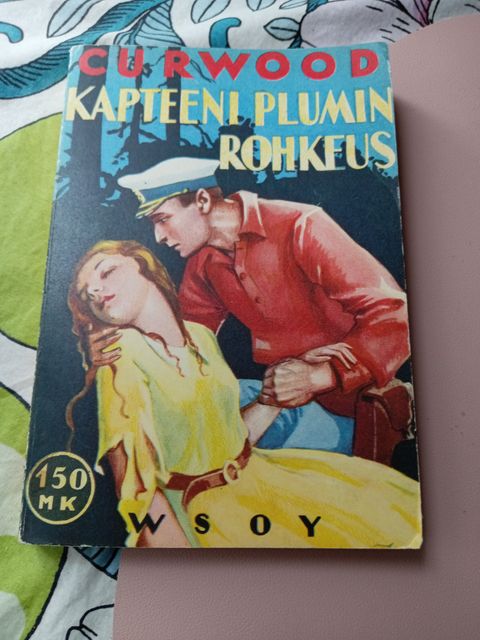 CURWOOD
KAPTEENI PLUMIN
ROHKEUS
150
MK
WSOY